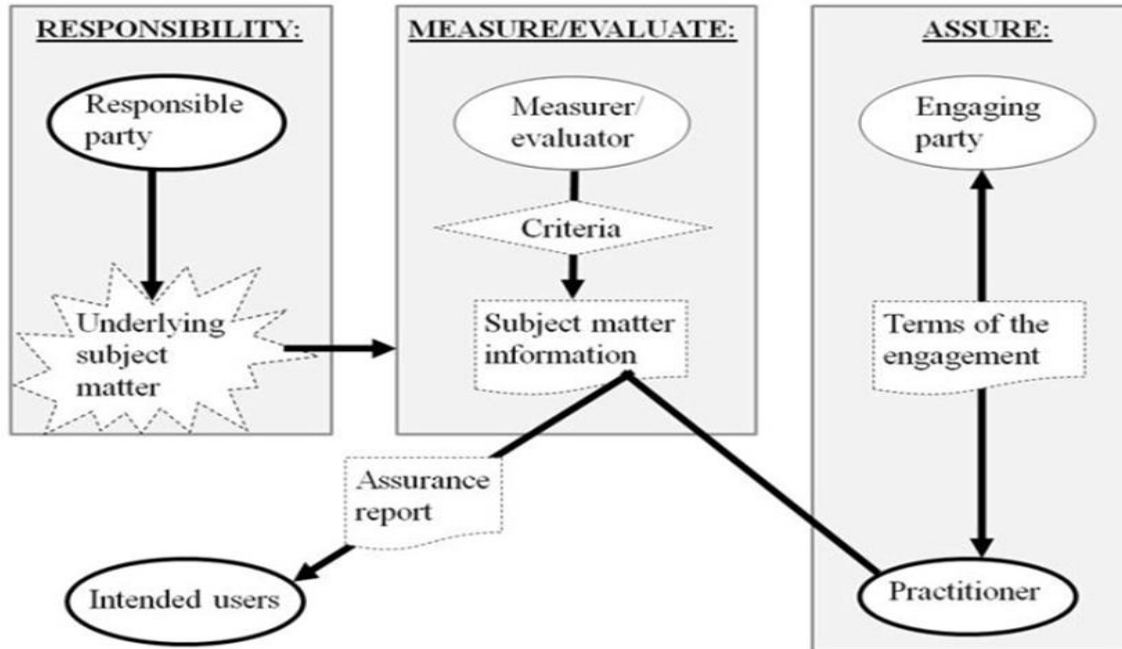 RESPONSIBILITY:
MEASURE/EVALUATE:
ASSURE:
Responsible
party
Measurer/
evaluator
Engaging
party
Criteria
Underlying
subject
matter
Subject matter
information
Terms of the
engagement
Assurance
report
Intended users
Practitioner